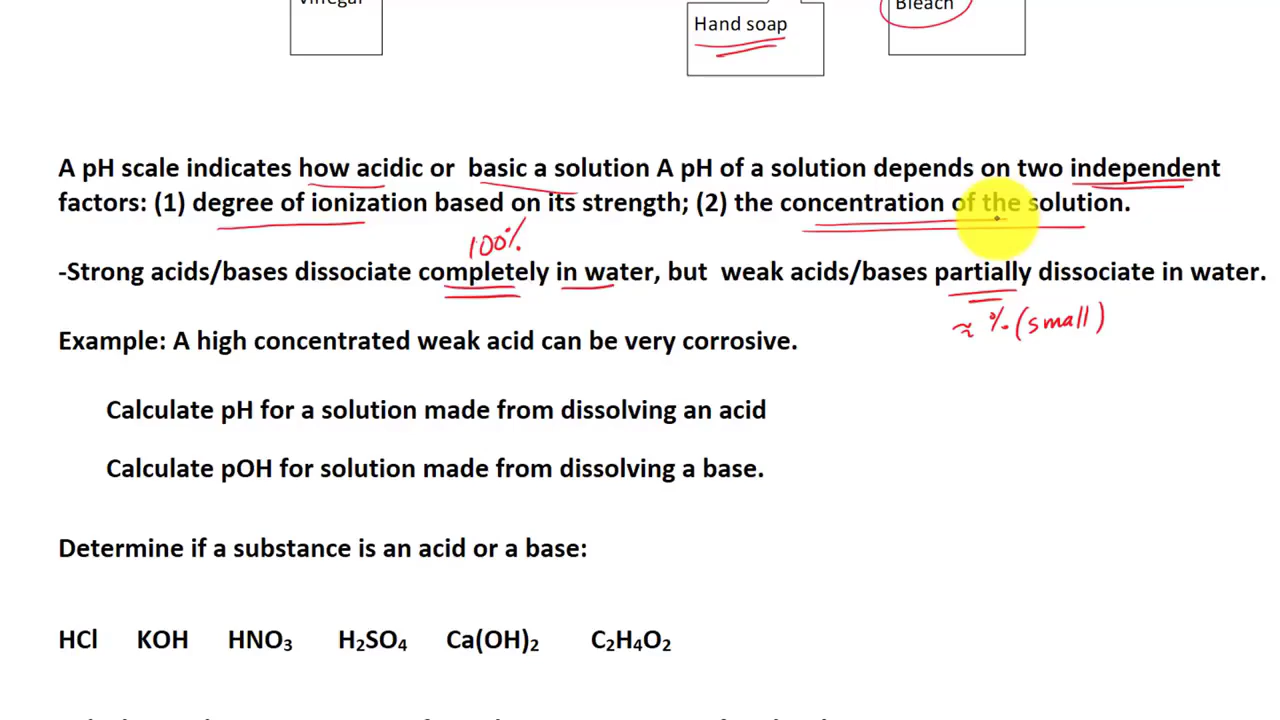 Vinegar
Bleach
Hand soap
A pH scale indicates how acidic or basic a solution A pH of a solution depends on two independent
factors: (1) degree of ionization based on its strength; (2) the concentration of the solution.
100%
-Strong acids/bases dissociate completely in water, but weak acids/bases partially dissociate in water.
≈ % (small)
Example: A high concentrated weak acid can be very corrosive.
Calculate pH for a solution made from dissolving an acid
Calculate pOH for solution made from dissolving a base.
Determine if a substance is an acid or a base:
HCl KOH HNO₃ H₂SO₄ Ca(OH)₂ C₂H₄O₂